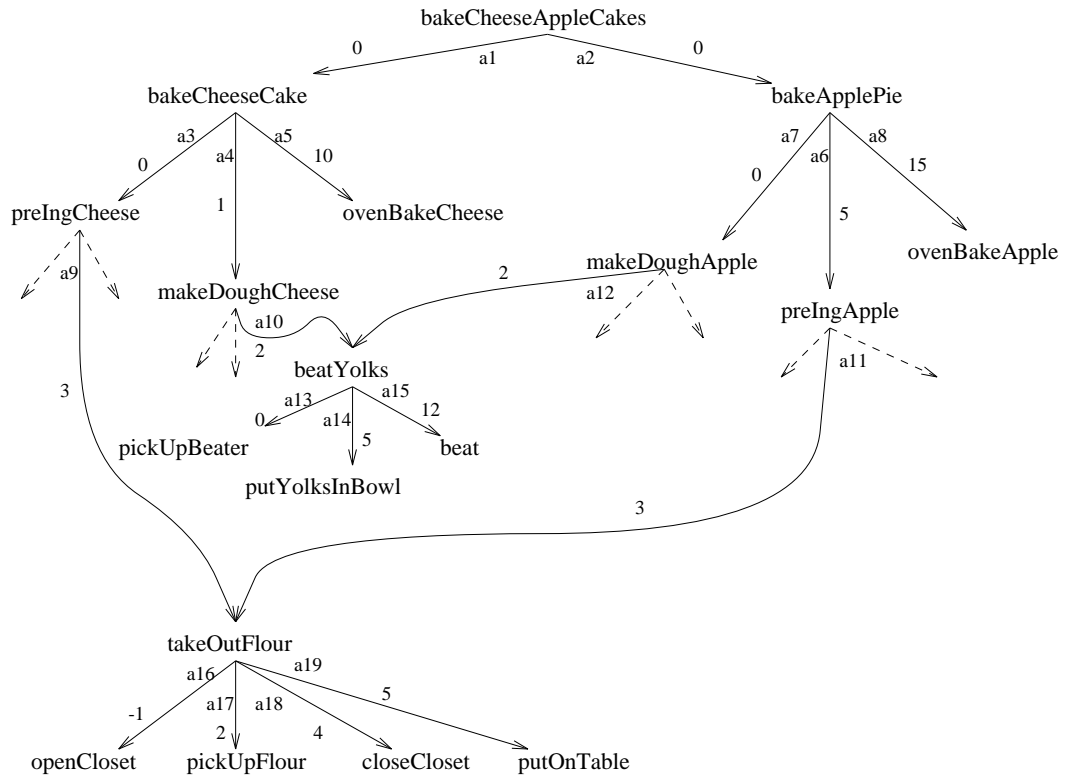 bakeCheeseAppleCakes
0 0
a1 a2
bakeCheeseCake bakeApplePie
a3 a5 a7 a8
a4 a6
0 10 0 15
preIngCheese 1 ovenBakeCheese 5 ovenBakeApple
a9 2 makeDoughApple
makeDoughCheese a12 preIngApple
a10
2 a11
beatYolks
3 a13 a15
0 a14 12
pickUpBeater 5 beat
putYolksInBowl
3
takeOutFlour
a16 a19
a17 a18 5
-1 2 4
openCloset pickUpFlour closeCloset putOnTable